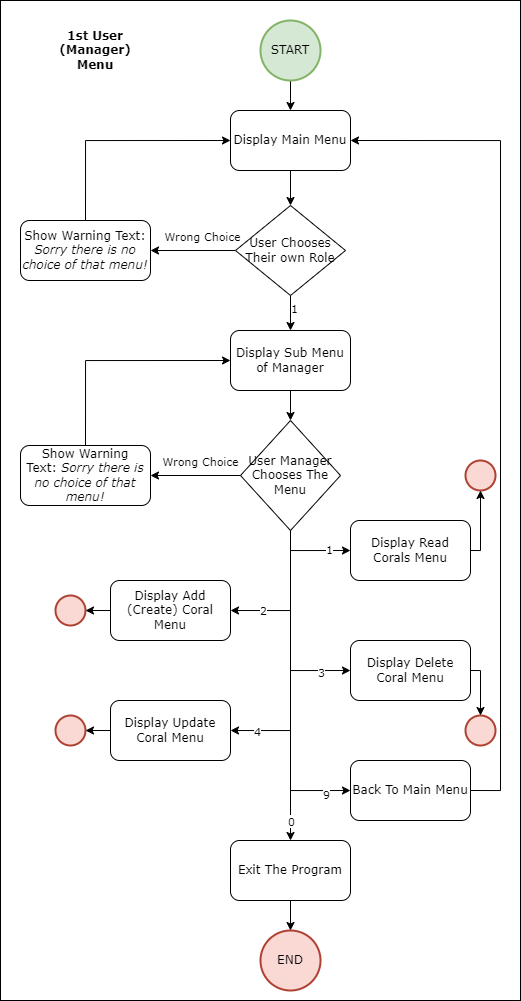 1st User
(Manager)
Menu
START
Display Main Menu
Show Warning Text:
Sorry there is no
choice of that menu!
Wrong Choice
User Chooses
Their own Role
1
Display Sub Menu
of Manager
Show Warning
Text: Sorry there is
no choice of that
menu!
Wrong Choice
User Manager
Chooses The
Menu
1
Display Read
Corals Menu
Display Add
(Create) Coral
Menu
2
3
Display Delete
Coral Menu
Display Update
Coral Menu
4
9
Back To Main Menu
0
Exit The Program
END